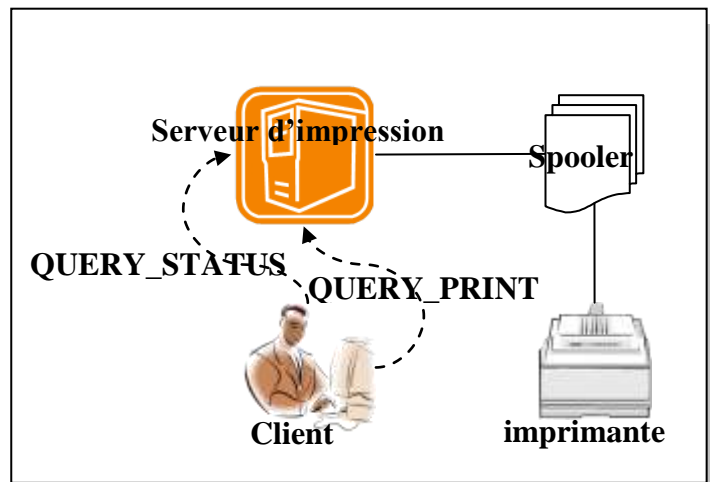 Serveur d’impression
Spooler
QUERY_STATUS
QUERY_PRINT
Client
imprimante